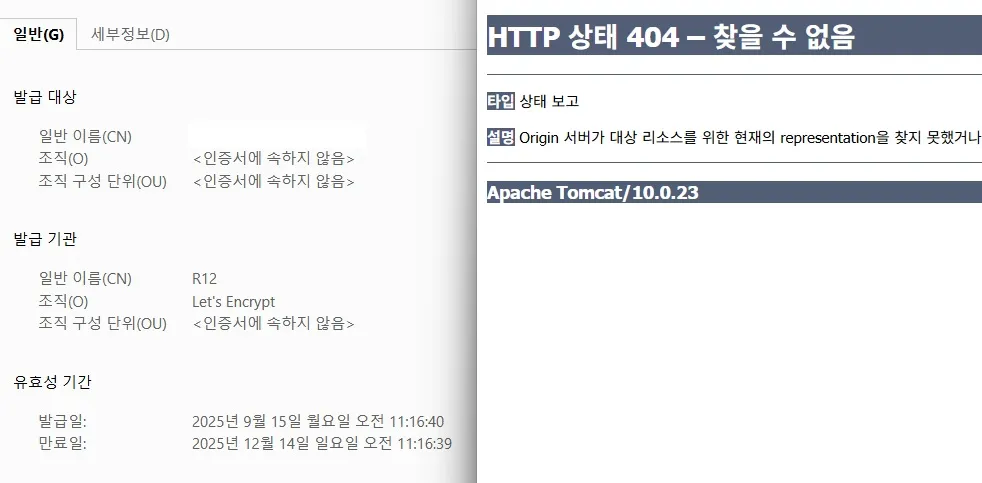 일반(G) 세부정보(D)
발급 대상
일반 이름(CN)
조직(O) <인증서에 속하지 않음>
조직 구성 단위(OU) <인증서에 속하지 않음>
발급 기관
일반 이름(CN) R12
조직(O) Let's Encrypt
조직 구성 단위(OU) <인증서에 속하지 않음>
유효성 기간
발급일: 2025년 9월 15일 월요일 오전 11:16:40
만료일: 2025년 12월 14일 일요일 오전 11:16:39
HTTP 상태 404 – 찾을 수 없음
타입 상태 보고
설명 Origin 서버가 대상 리소스를 위한 현재의 representation을 찾지 못했거나
Apache Tomcat/10.0.23